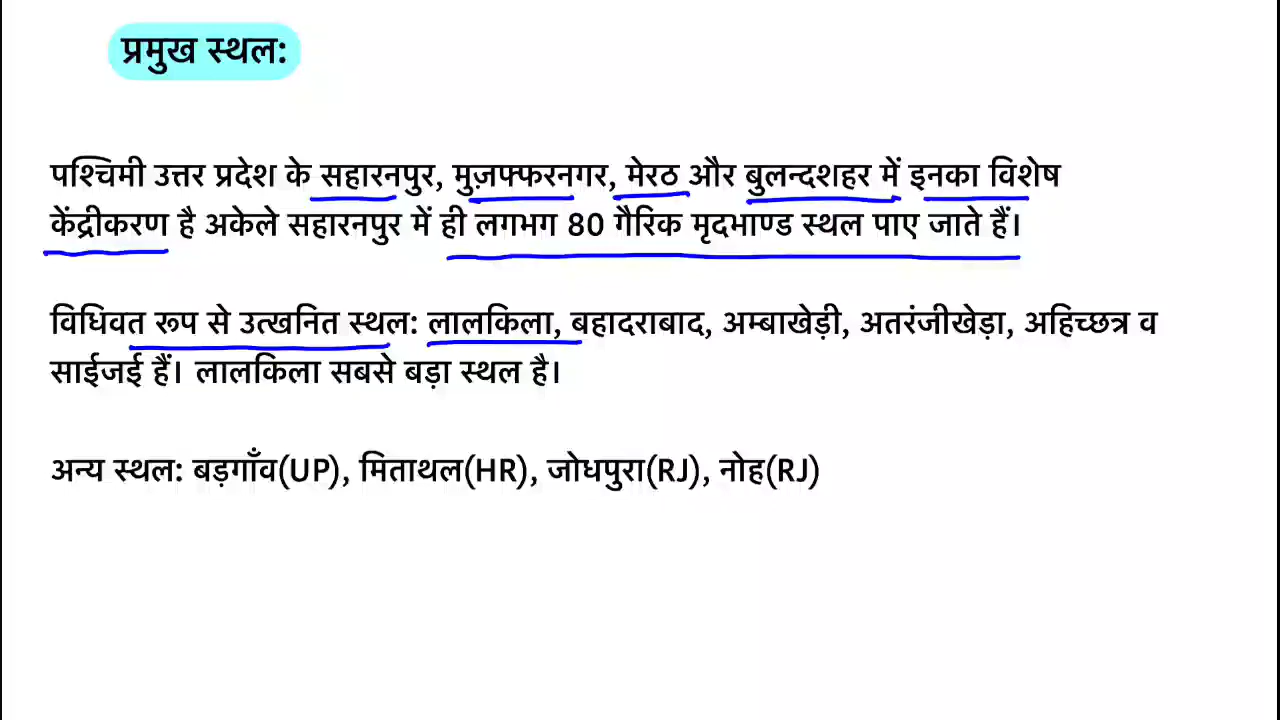 प्रमुख स्थल:
पश्चिमी उत्तर प्रदेश के सहारनपुर, मुज़फ्फरनगर, मेरठ और बुलन्दशहर में इनका विशेष
केंद्रीकरण है अकेले सहारनपुर में ही लगभग 80 गैरिक मृदभाण्ड स्थल पाए जाते हैं।
विधिवत रूप से उत्खनित स्थल: लालकिला, बहादराबाद, अम्बाखेड़ी, अतरंजीखेड़ा, अहिच्छत्र व
साईजई हैं। लालकिला सबसे बड़ा स्थल है।
अन्य स्थल: बड़गाँव(UP), मिताथल(HR), जोधपुरा(RJ), नोह(RJ)